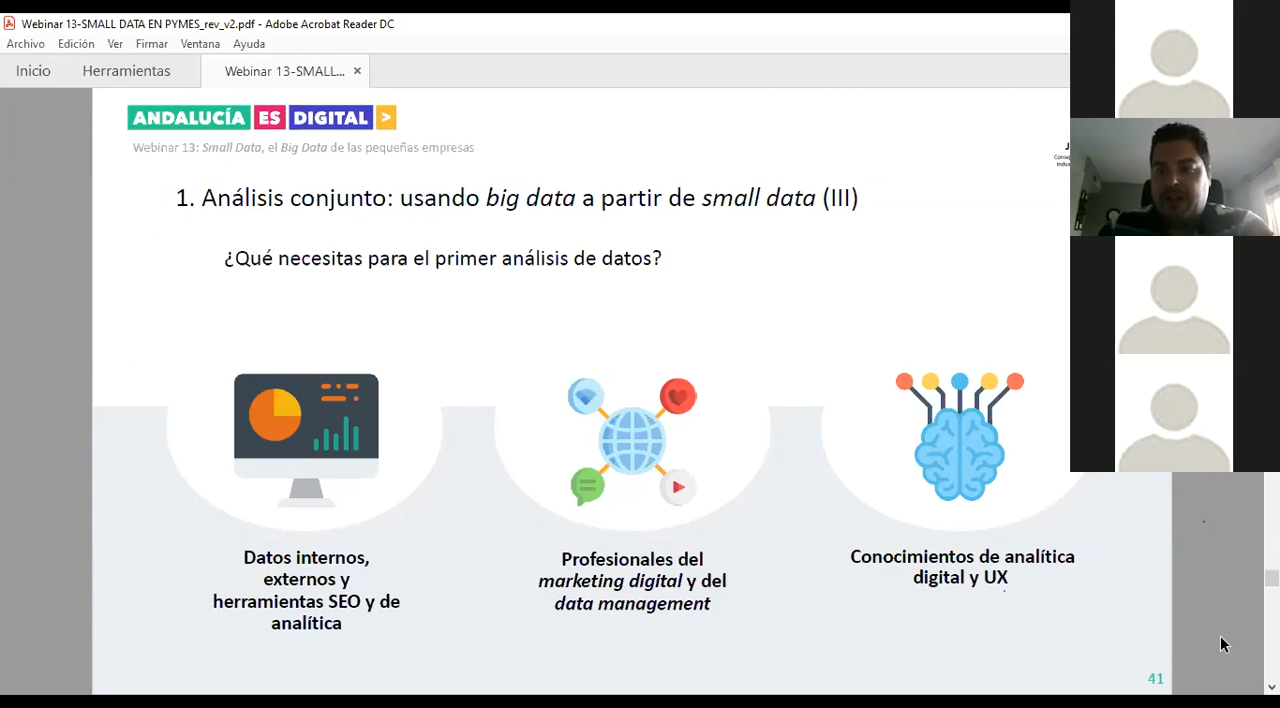 Webinar 13-SMALL DATA EN PYMES_rev_v2.pdf - Adobe Acrobat Reader DC
Archivo Edición Ver Firmar Ventana Ayuda
Inicio Herramientas Webinar 13-SMALL... ×
ANDALUCÍA ES DIGITAL >
Webinar 13: Small Data, el Big Data de las pequeñas empresas
1. Análisis conjunto: usando big data a partir de small data (III)
¿Qué necesitas para el primer análisis de datos?
Datos internos,
externos y
herramientas SEO y de
analítica
Profesionales del
marketing digital y del
data management
Conocimientos de analítica
digital y UX
41